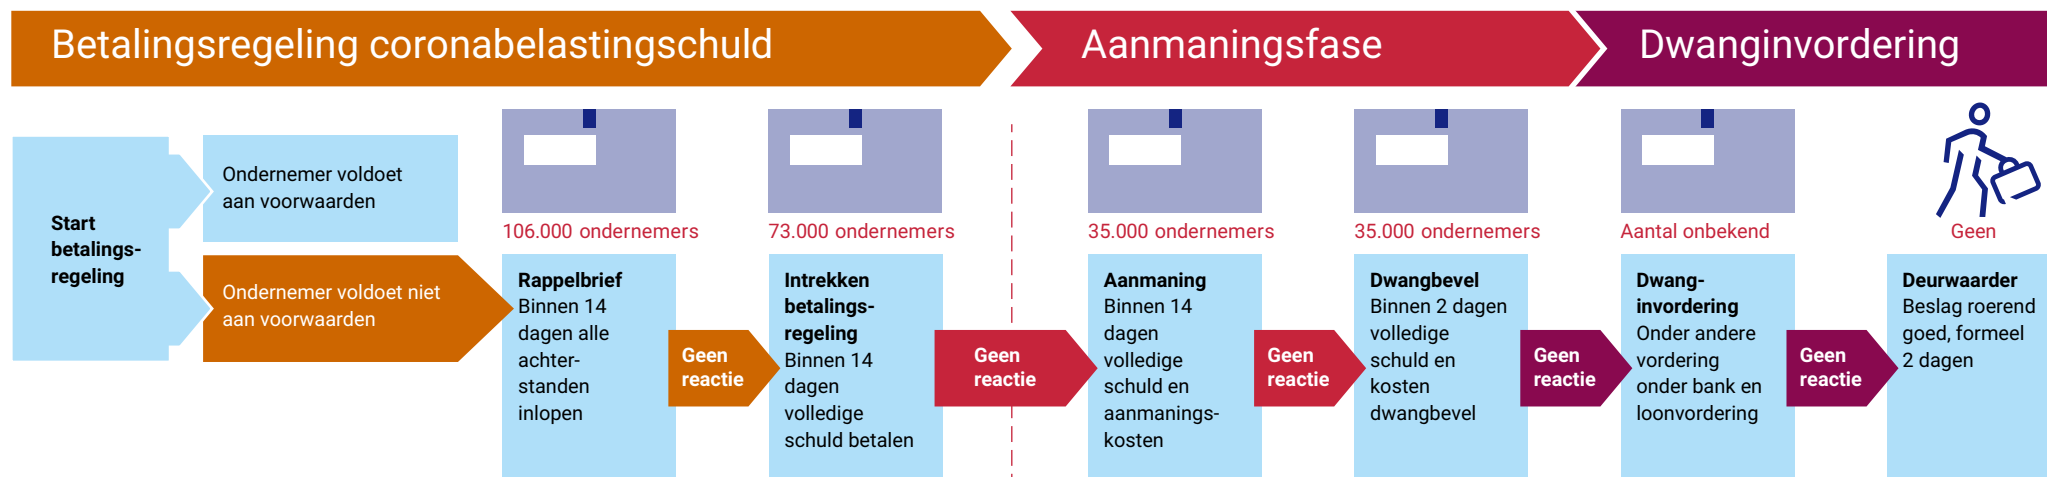 Betalingsregeling coronabelastingschuld
Aanmaningsfase
Dwanginvordering
Start
betalings-
regeling
Ondernemer voldoet
aan voorwaarden
Ondernemer voldoet niet
aan voorwaarden
106.000 ondernemers
Rappelbrief
Binnen 14
dagen alle
achter-
standen
inlopen
Geen
reactie
73.000 ondernemers
Intrekken
betalings-
regeling
Binnen 14
dagen
volledige
schuld betalen
Geen
reactie
35.000 ondernemers
Aanmaning
Binnen 14
dagen
volledige
schuld en
aanmanings-
kosten
Geen
reactie
35.000 ondernemers
Dwangbevel
Binnen 2 dagen
volledige
schuld en
kosten
dwangbevel
Geen
reactie
Aantal onbekend
Dwang-
invordering
Onder andere
vordering
onder bank en
loonvordering
Geen
reactie
Geen
Deurwaarder
Beslag roerend
goed, formeel
2 dagen